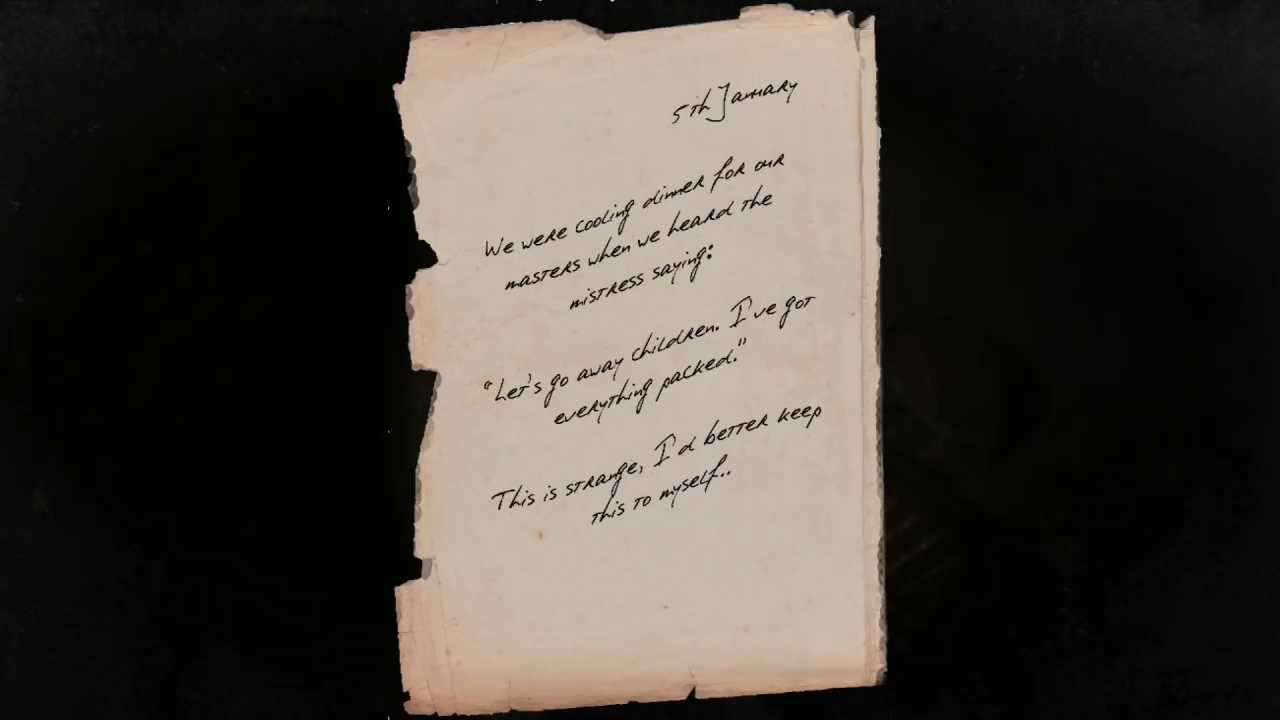 5th January
We were cooling dinner for our
masters when we heard the
mistress saying:
"Let's go away children. I've got
everything packed."
This is strange, I'd better keep
this to myself..